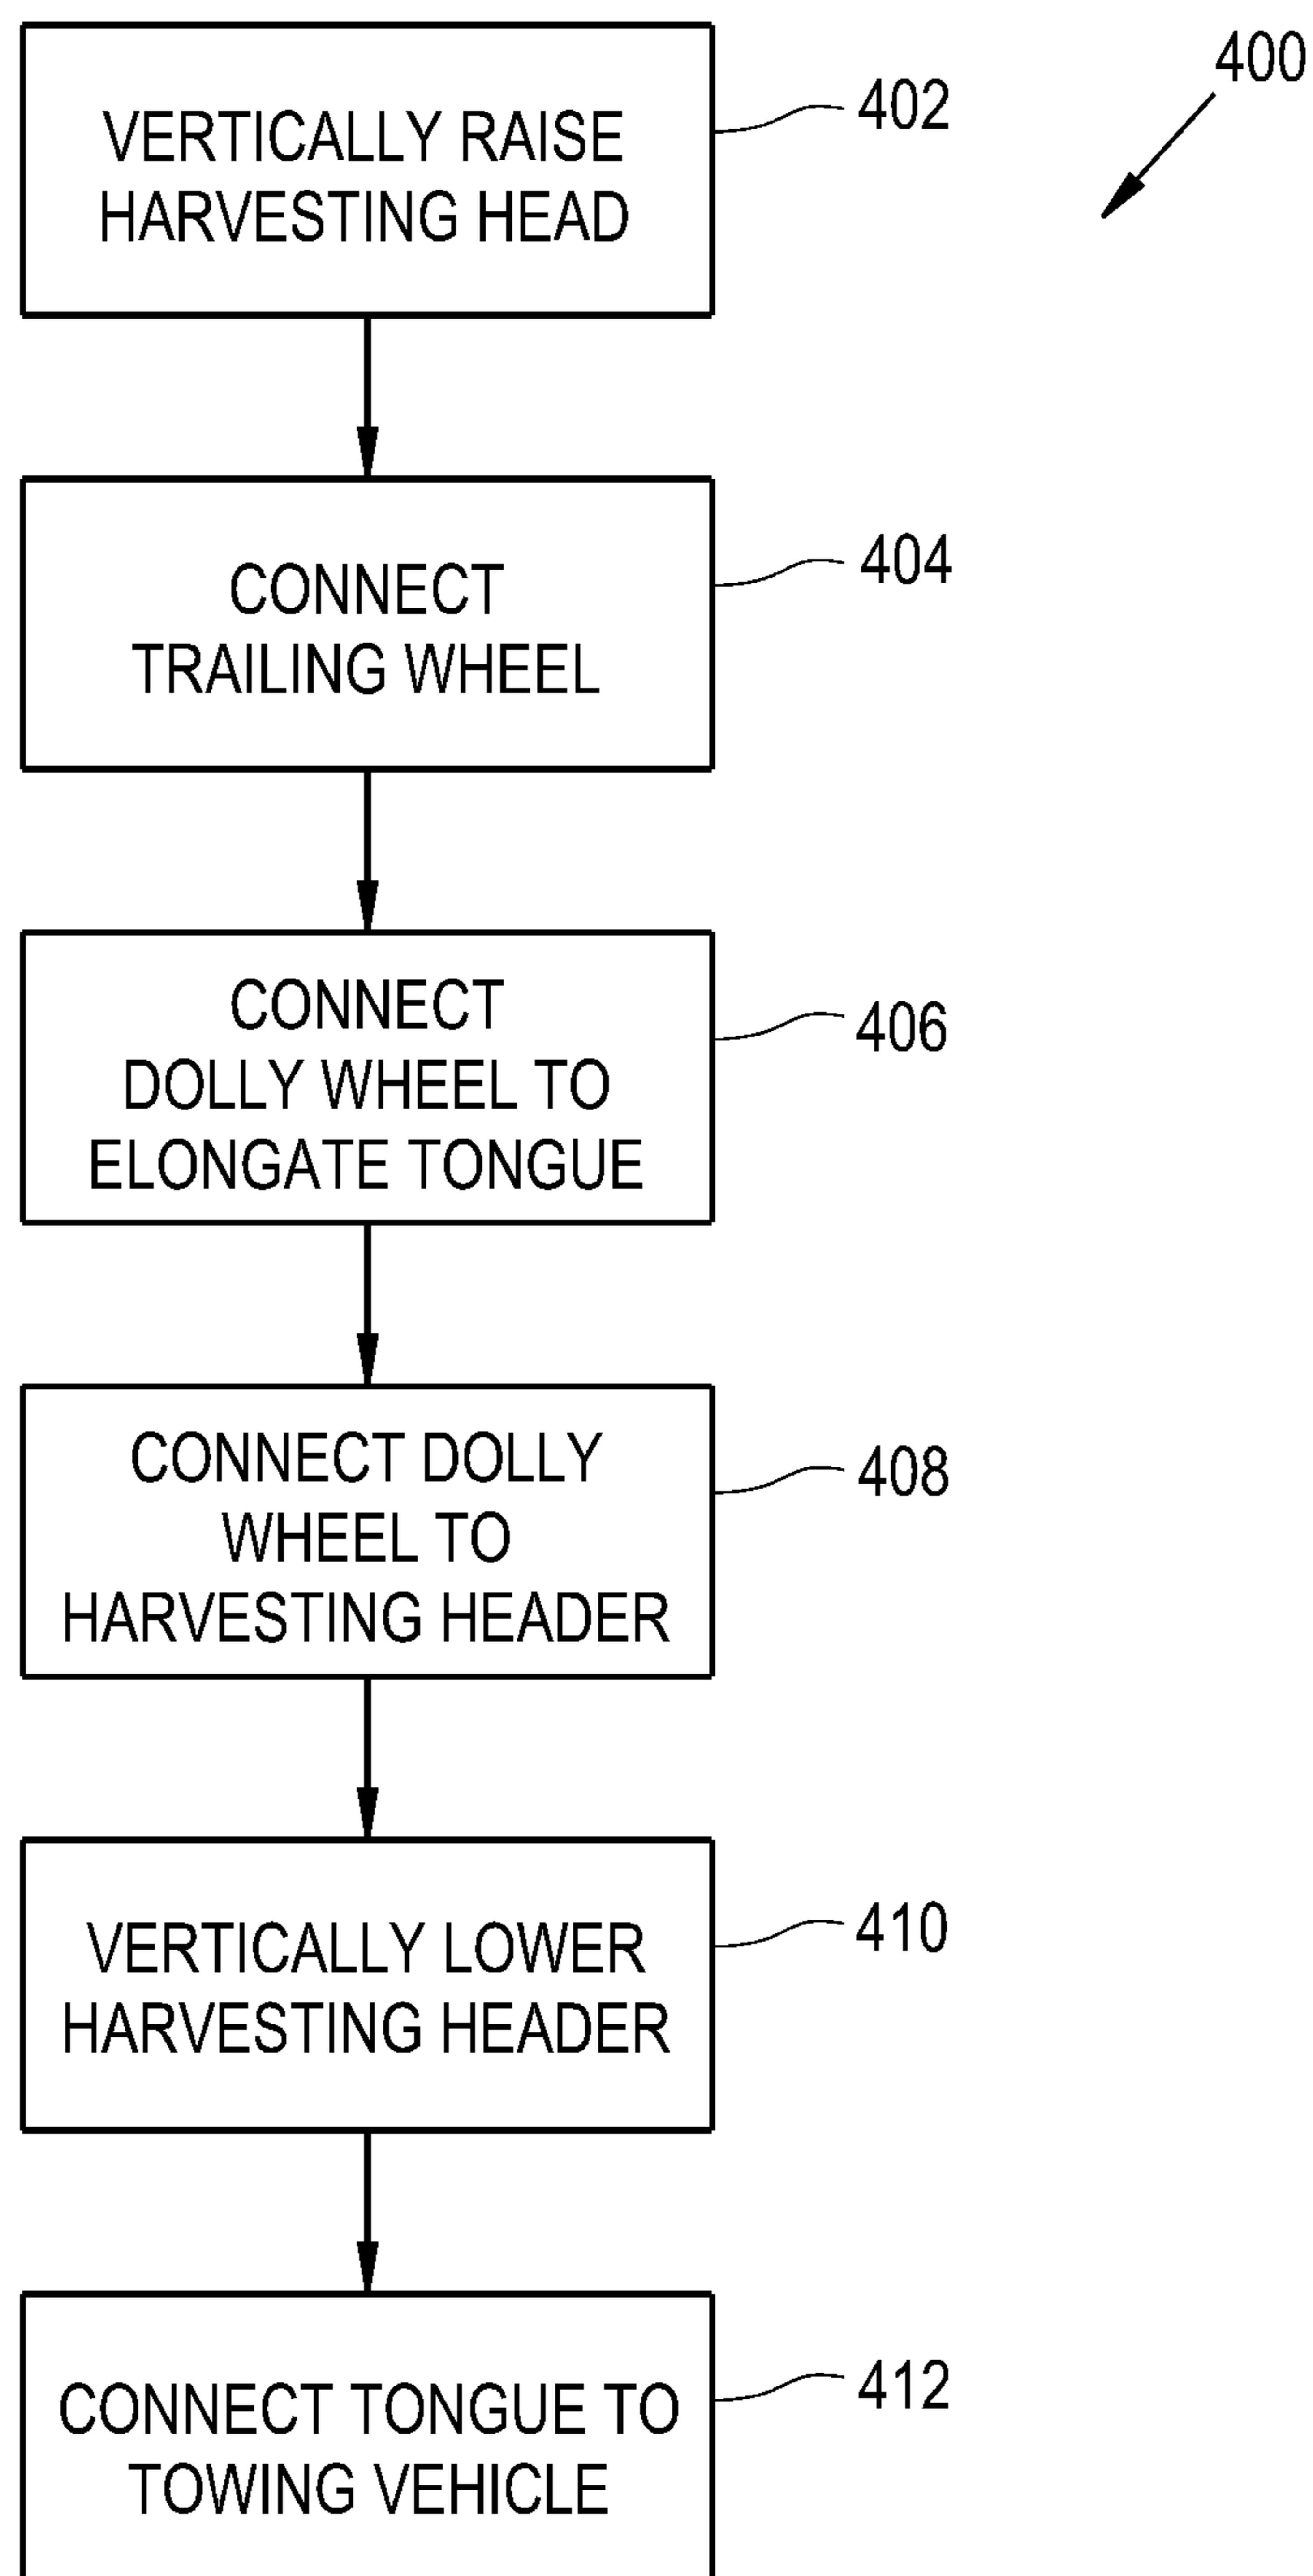 400
VERTICALLY RAISE
HARVESTING HEAD
402
CONNECT
TRAILING WHEEL
404
CONNECT
DOLLY WHEEL TO
ELONGATE TONGUE
406
CONNECT DOLLY
WHEEL TO
HARVESTING HEADER
408
VERTICALLY LOWER
HARVESTING HEADER
410
CONNECT TONGUE TO
TOWING VEHICLE
412